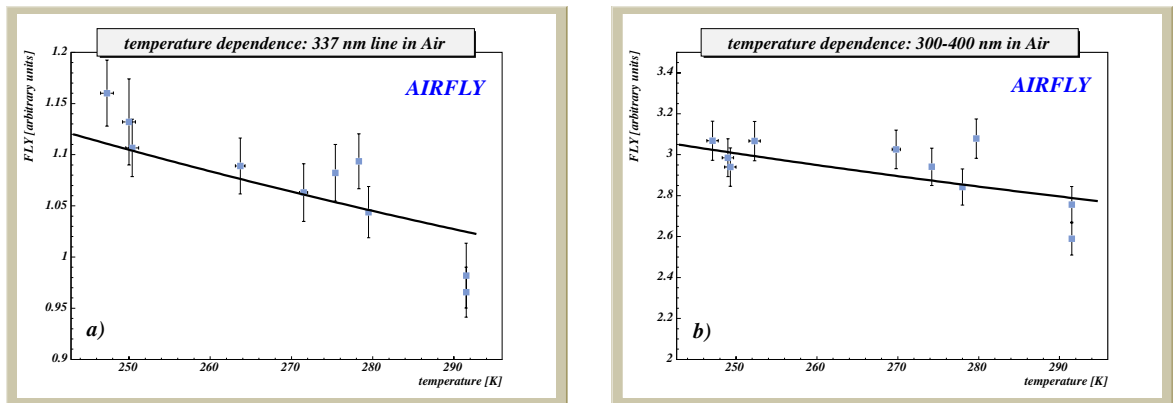 temperature dependence: 337 nm line in Air
AIRFLY
FLY [arbitrary units]
1.2
1.15
1.1
1.05
1
0.95
0.9
a)
250 260 270 280 290
temperature [K]
temperature dependence: 300-400 nm in Air
AIRFLY
FLY [arbitrary units]
3.4
3.2
3
2.8
2.6
2.4
2.2
2
b)
250 260 270 280 290
temperature [K]